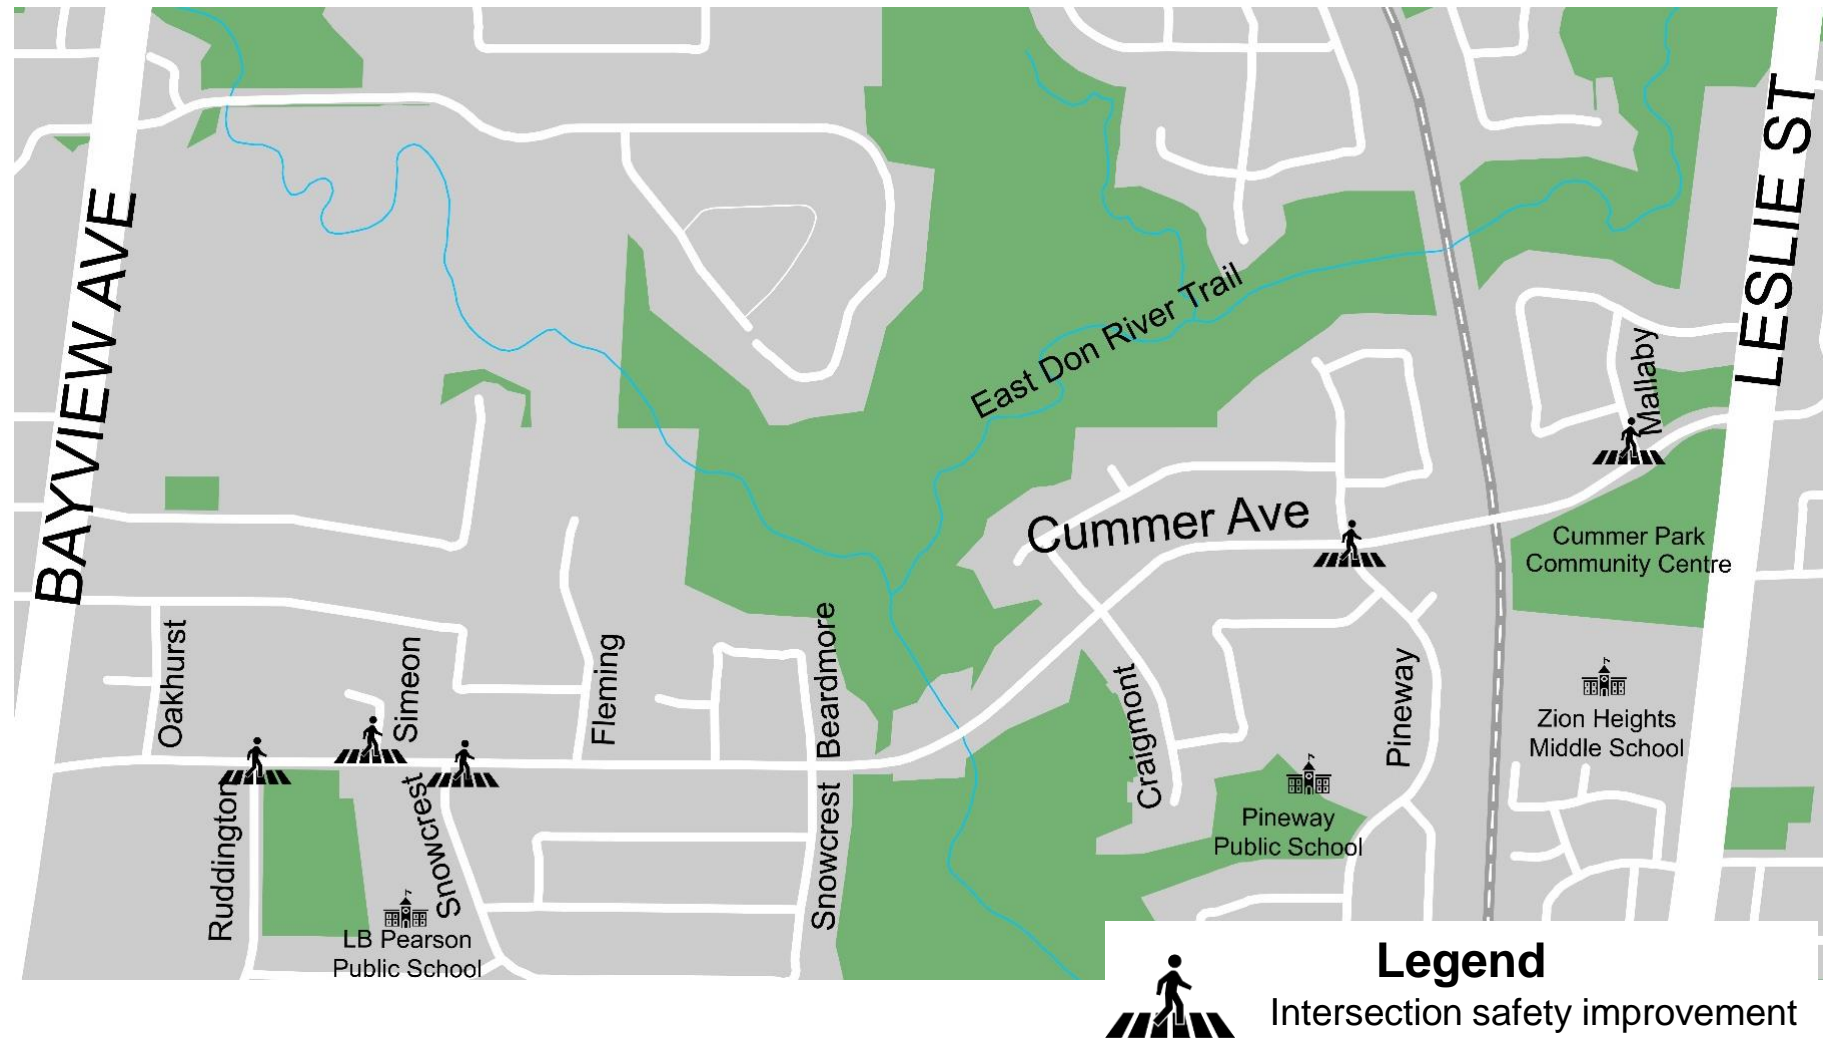 BAYVIEW AVE
LESLIE ST
East Don River Trail
Mallaby
Cummer Ave
Cummer Park
Community Centre
Oakhurst
Simeon
Fleming
Beardmore
Craigmont
Pineway
Zion Heights
Middle School
Ruddington
Snowcrest
Snowcrest
Pineway
Public School
LB Pearson
Public School
Legend
Intersection safety improvement